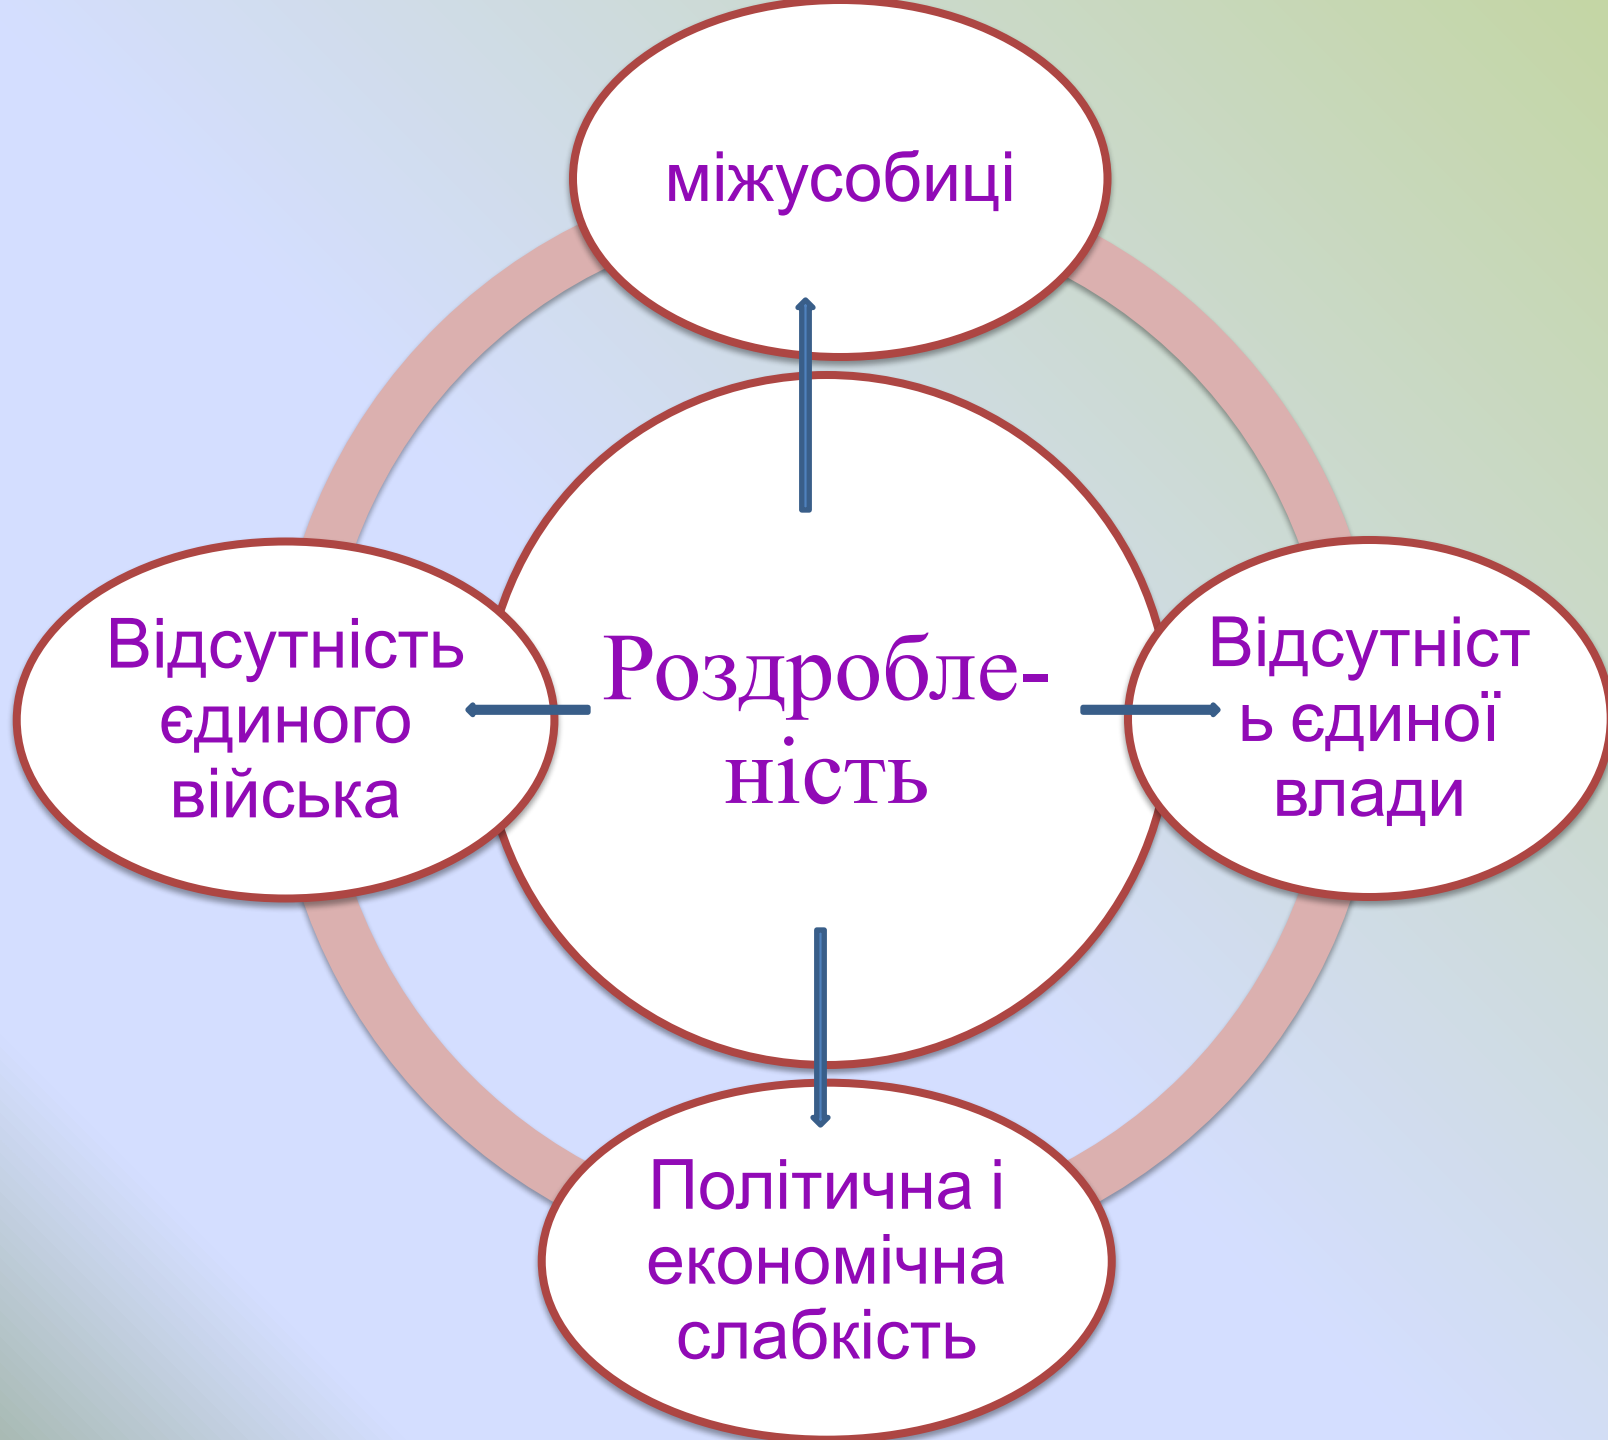 міжусобиці
Відсутність
єдиного
війська
Роздробле-
ність
Відсутніст
ь єдиної
влади
Політична і
економічна
слабкість